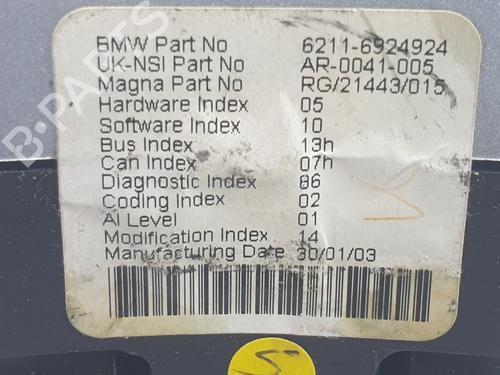 BMW Part No 6211-6924924
UK-NSI Part No AR-0041-005
Magna Part No RG/21443/015
Hardware Index 05
Software Index 10
Bus Index 13h
Can Index 07h
Diagnostic Index 86
Coding Index 02
AI Level 01
Modification Index 14
Manufacturing Date 30/01/03
B-PARTS